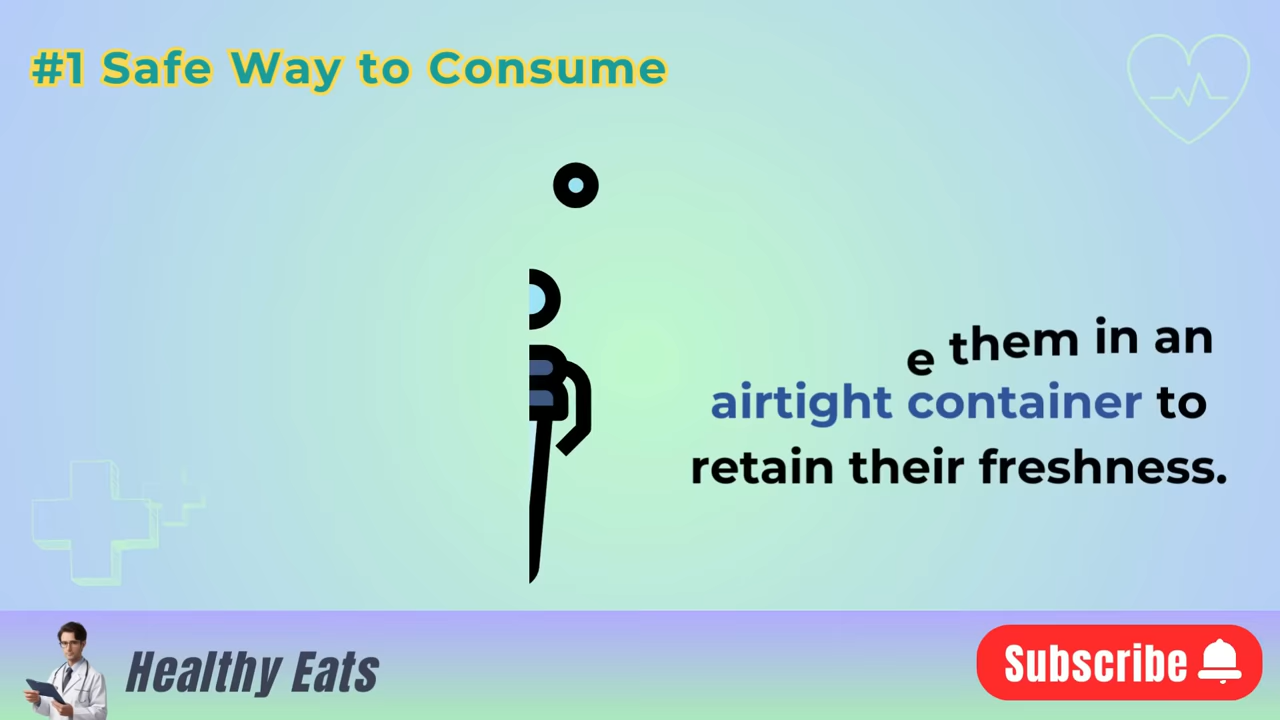 #1 Safe Way to Consume
e them in an
airtight container to
retain their freshness.
Healthy Eats
Subscribe